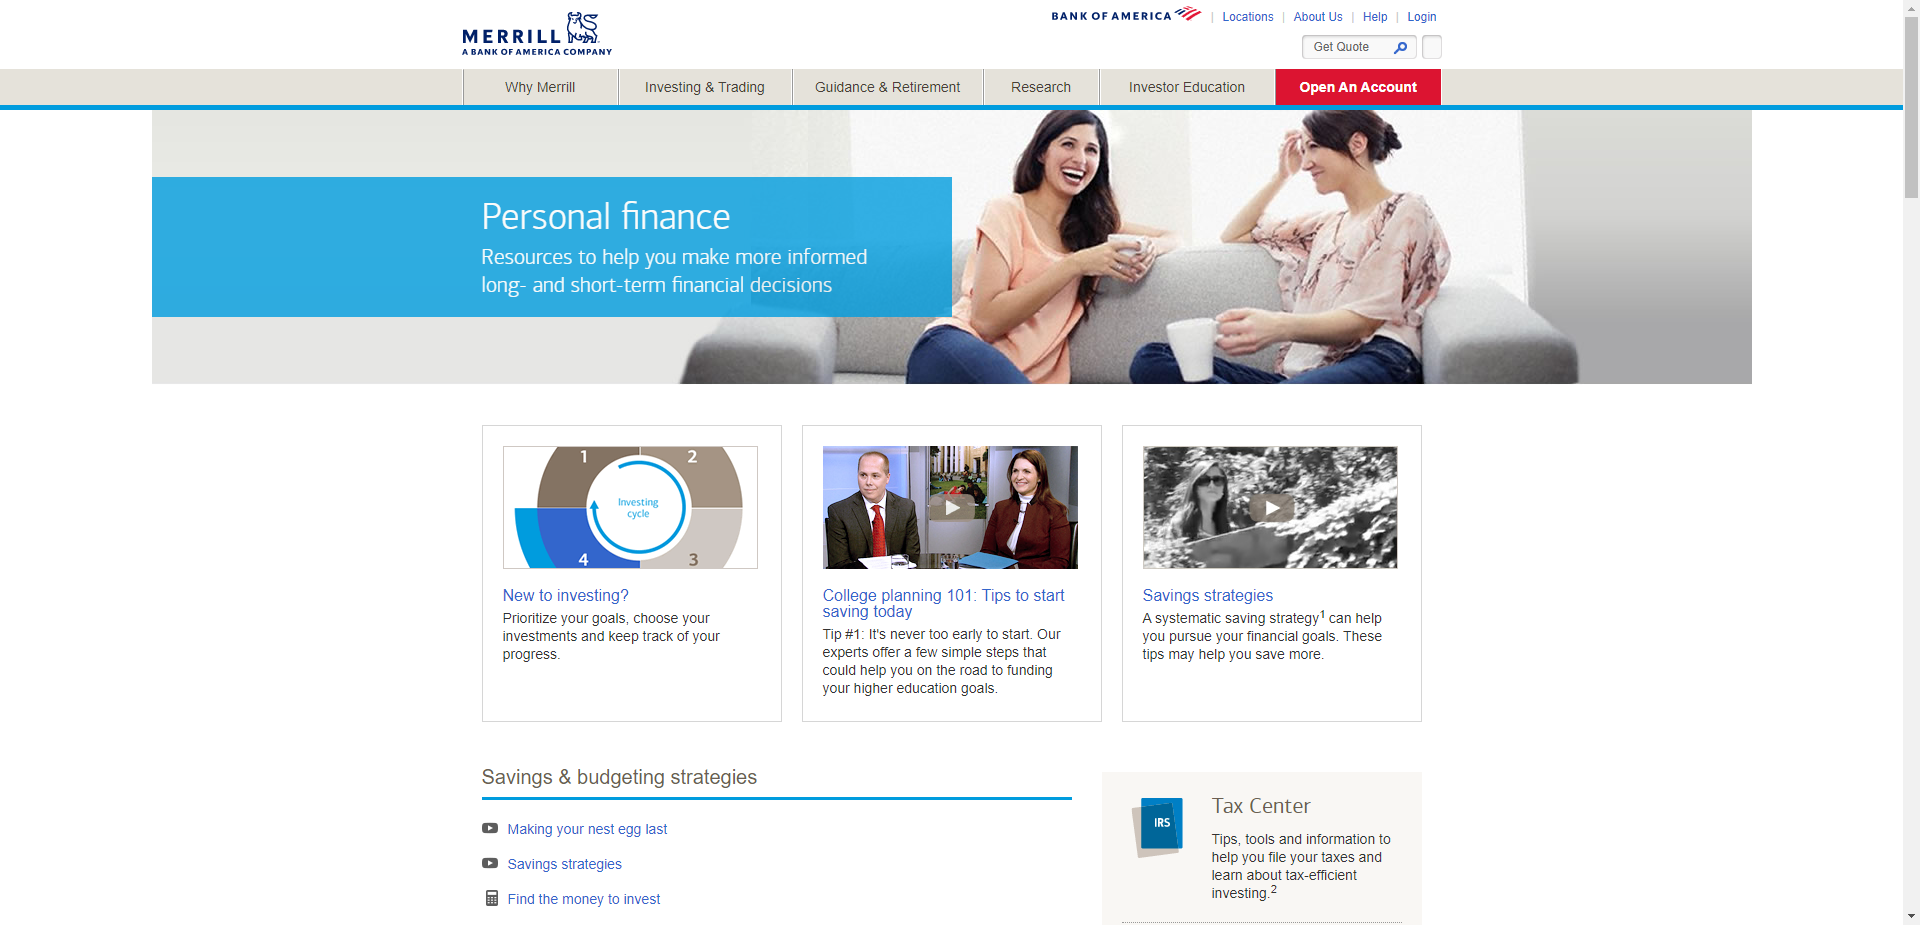 MERRILL
A BANK OF AMERICA COMPANY
BANK OF AMERICA
Locations
About Us
Help
Login
Get Quote
Why Merrill
Investing & Trading
Guidance & Retirement
Research
Investor Education
Open An Account
Personal finance
Resources to help you make more informed
long- and short-term financial decisions
1
2
Investing
cycle
4
3
New to investing?
Prioritize your goals, choose your
investments and keep track of your
progress.
College planning 101: Tips to start
saving today
Tip #1: It's never too early to start. Our
experts offer a few simple steps that
could help you on the road to funding
your higher education goals.
Savings strategies
A systematic saving strategy1 can help
you pursue your financial goals. These
tips may help you save more.
Savings & budgeting strategies
Making your nest egg last
Savings strategies
Find the money to invest
IRS
Tax Center
Tips, tools and information to
help you file your taxes and
learn about tax-efficient
investing.2